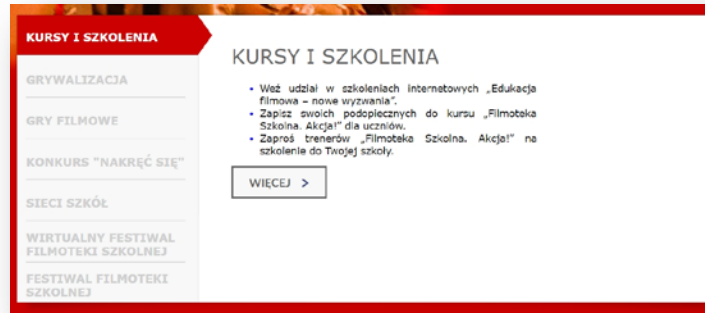 KURSY I SZKOLENIA
GRYWALIZACJA
GRY FILMOWE
KONKURS "NAKRĘĆ SIĘ"
SIECI SZKÓŁ
WIRTUALNY FESTIWAL
FILMOTEKI SZKOLNEJ
FESTIWAL FILMOTEKI
SZKOLNEJ
KURSY I SZKOLENIA
• Weź udział w szkoleniach internetowych „Edukacja
filmowa – nowe wyzwania”.
• Zapisz swoich podopiecznych do kursu „Filmoteka
Szkolna. Akcja!” dla uczniów.
• Zaproś trenerów „Filmoteka Szkolna. Akcja!” na
szkolenie do Twojej szkoły.
WIĘCEJ >